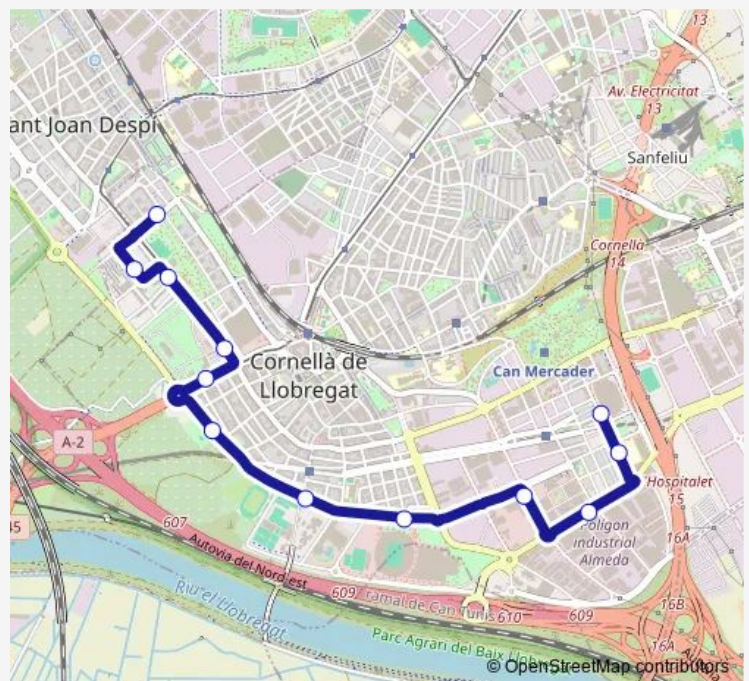 13
Av. Electricitat
13
ant Joan Despí
Sanfeliu
Cornellà
14
Cornellà de
Llobregat
Can Mercader
A-2
Hospitalet
15
45
607
Polígon
industrial
Almeda
16A
Autovia del Nord-est
609
ramal de Can Tunis
610
609
16B
Riu el Llobregat
Parc Agrari del Baix Llob
16A
© OpenStreetMap contributors